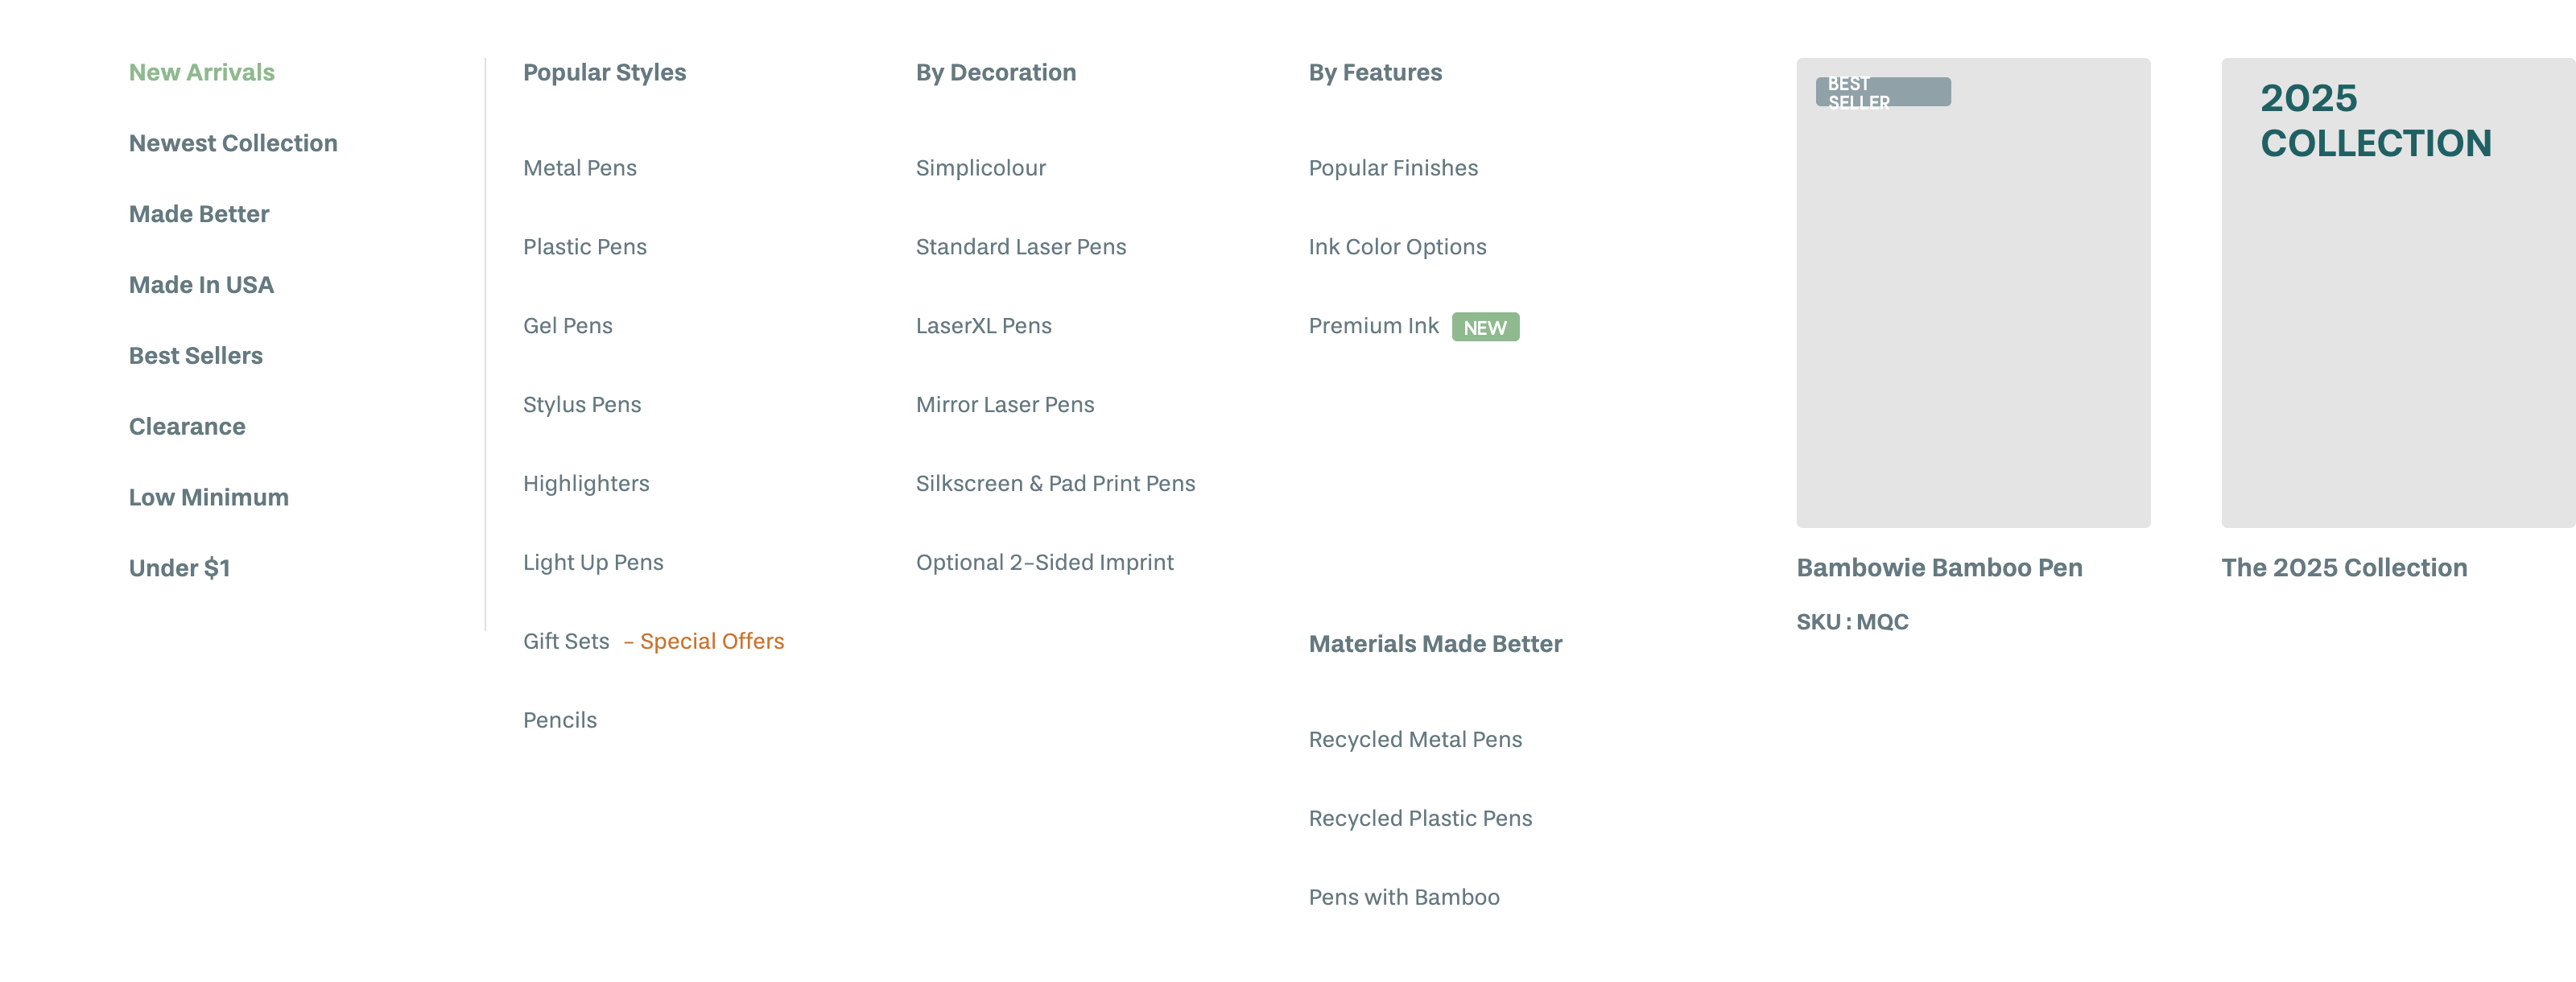 New Arrivals
Newest Collection
Made Better
Made In USA
Best Sellers
Clearance
Low Minimum
Under $1
Popular Styles
Metal Pens
Plastic Pens
Gel Pens
Stylus Pens
Highlighters
Light Up Pens
Gift Sets - Special Offers
Pencils
By Decoration
Simplicolour
Standard Laser Pens
LaserXL Pens
Mirror Laser Pens
Silkscreen & Pad Print Pens
Optional 2-Sided Imprint
By Features
Popular Finishes
Ink Color Options
Premium Ink NEW
Materials Made Better
Recycled Metal Pens
Recycled Plastic Pens
Pens with Bamboo
BEST
SELLER
Bambowie Bamboo Pen
SKU : MQC
2025
COLLECTION
The 2025 Collection